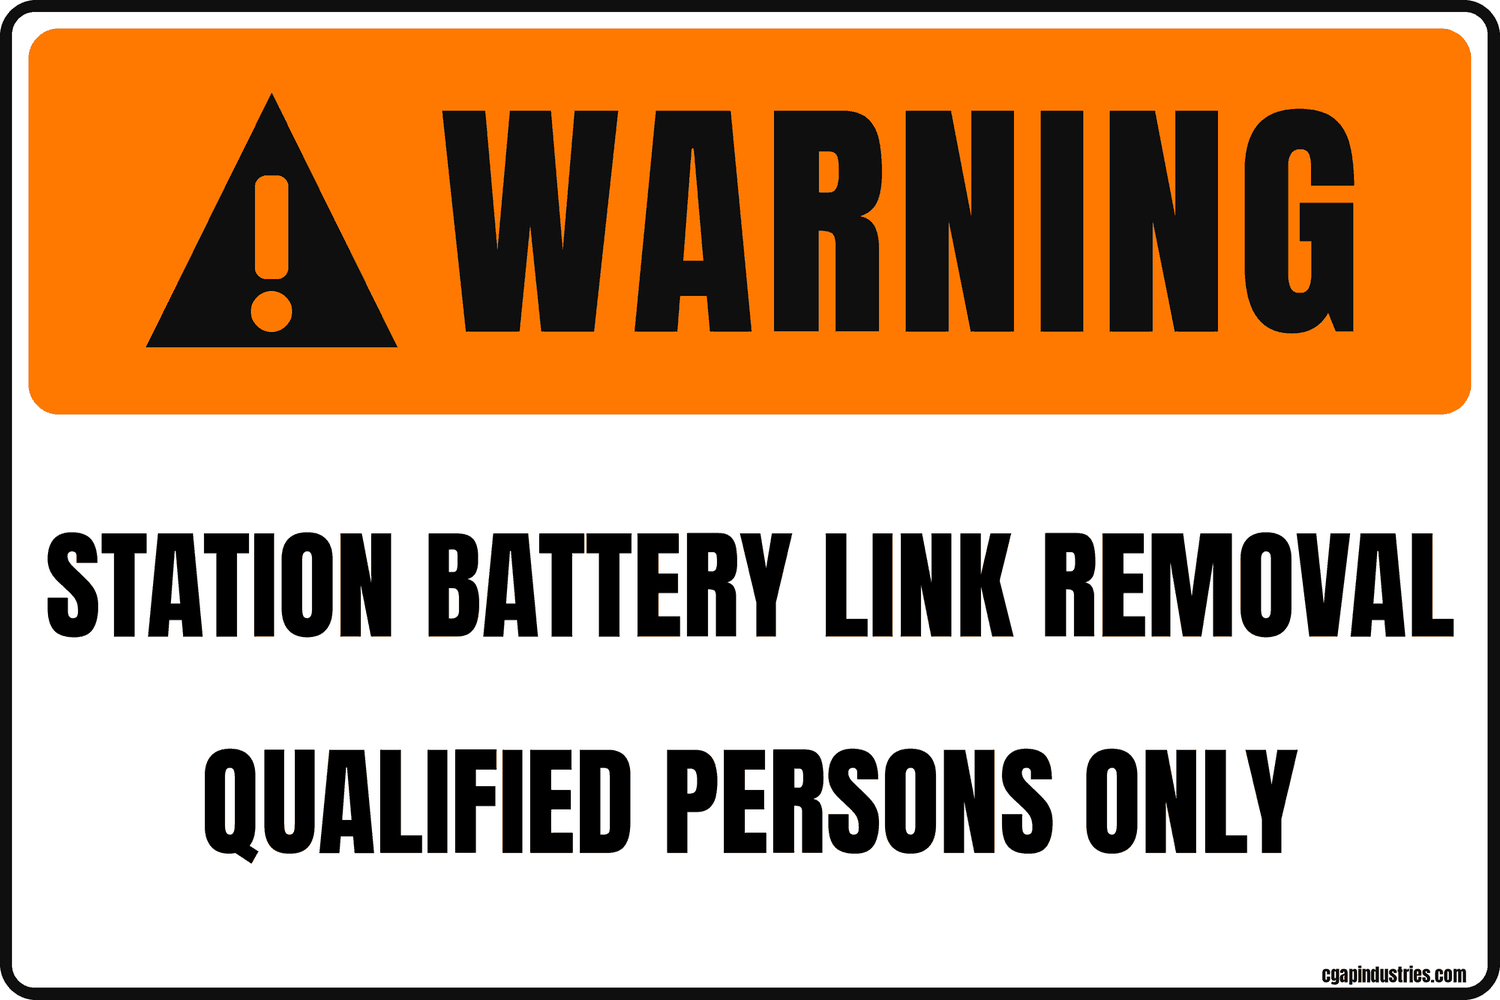 WARNING
STATION BATTERY LINK REMOVAL
QUALIFIED PERSONS ONLY
cgapindustries.com